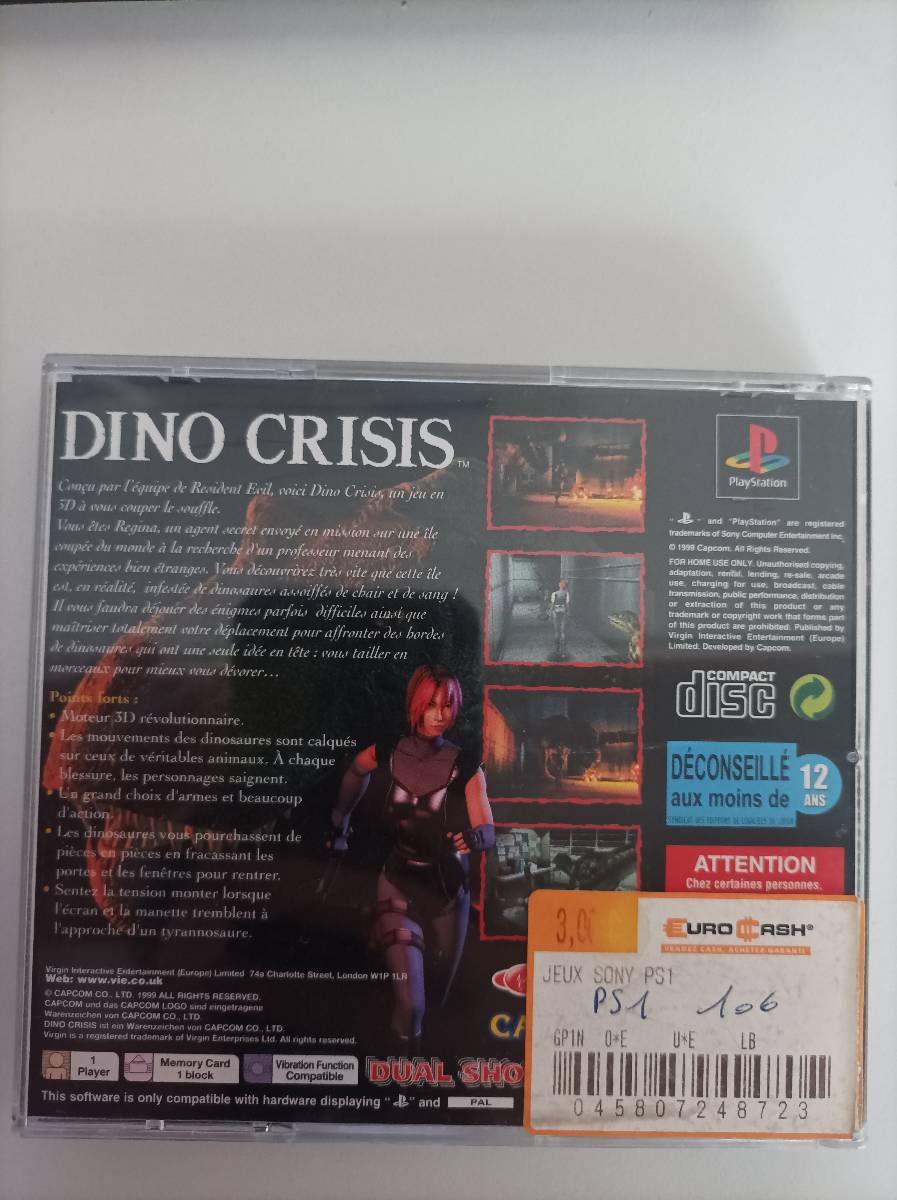 DINO CRISIS™
Conçu par l'équipe de Resident Evil, voici Dino Crisis, un jeu en
3D à vous couper le souffle.
Vous êtes Regina, un agent secret envoyé en mission sur une île
coupée du monde à la recherche d'un professeur menant des
expériences bien étranges. Vous découvrirez très vite que cette île
est, en réalité, infestée de dinosaures assoiffés de chair et de sang !
Il vous faudra déjouer des énigmes parfois difficiles ainsi que
maîtriser totalement votre déplacement pour affronter des hordes
de dinosaures qui ont une seule idée en tête : vous tailler en
morceaux pour mieux vous dévorer...
Points forts :
• Moteur 3D révolutionnaire.
• Les mouvements des dinosaures sont calqués
sur ceux de véritables animaux. À chaque
blessure, les personnages saignent.
• Un grand choix d'armes et beaucoup
d'action.
• Les dinosaures vous pourchassent de
pièces en pièces en fracassant les
portes et les fenêtres pour rentrer.
• Sentez la tension monter lorsque
l'écran et la manette tremblent à
l'approche d'un tyrannosaure.
Virgin Interactive Entertainment (Europe) Limited 74a Charlotte Street, London W1P 1LR
Web: www.vie.co.uk
© CAPCOM CO., LTD. 1999 ALL RIGHTS RESERVED.
CAPCOM und das CAPCOM LOGO sind eingetragene
Warenzeichen von CAPCOM CO., LTD.
DINO CRISIS ist ein Warenzeichen von CAPCOM CO., LTD.
Virgin is a registered trademark of Virgin Enterprises Ltd. All rights reserved.
1
Player
Memory Card
1 block
Vibration Function
Compatible
DUAL SHO
This software is only compatible with hardware displaying " " and PAL
PlayStation
" " and "PlayStation" are registered
trademarks of Sony Computer Entertainment Inc.
© 1999 Capcom. All Rights Reserved.
FOR HOME USE ONLY. Unauthorised copying,
adaptation, rental, lending, re-sale, arcade
use, charging for use, broadcast, cable
transmission, public performance, distribution
or extraction of this product or any
trademark or copyright work that forms part
of this product are prohibited. Published by
Virgin Interactive Entertainment (Europe)
Limited. Developed by Capcom.
COMPACT
disc
DÉCONSEILLÉ
aux moins de
12
ANS
SYNDICAT DES EDITEURS DE LOGICIELS DE LOISIR
ATTENTION
Chez certaines personnes,
CA
3,0
EURO CASH®
VENDEZ CASH, ACHETEZ GARANTI
JEUX SONY PS1
PS1 106
GP1N O*E U*E LB
045807248723